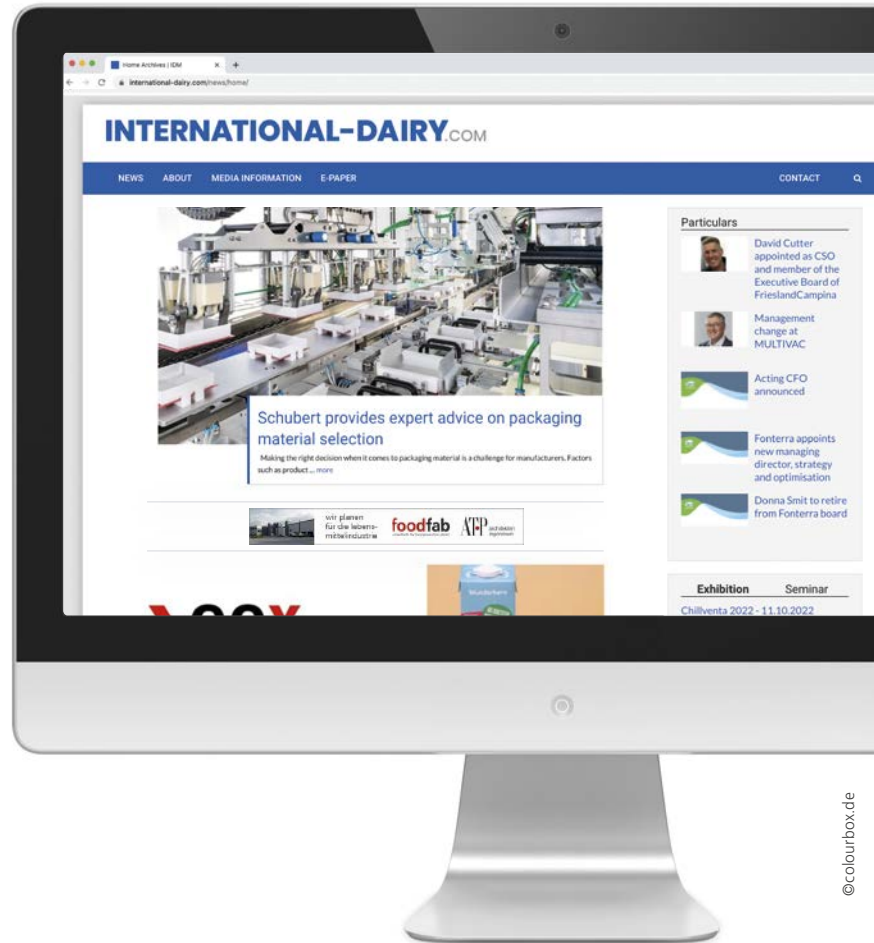 Home Archives | IDM
international-dairy.com/news/home/
INTERNATIONAL-DAIRY.COM
NEWS ABOUT MEDIA INFORMATION E-PAPER CONTACT
Schubert provides expert advice on packaging
material selection
Making the right decision when it comes to packaging material is a challenge for manufacturers. Factors
such as product ... more
wir planen
für die lebens-
mittelindustrie
foodfab
ATP architekten
ingenieure
Wunderbar
Particulars
David Cutter
appointed as CSO
and member of the
Executive Board of
FrieslandCampina
Management
change at
MULTIVAC
Acting CFO
announced
Fonterra appoints
new managing
director, strategy
and optimisation
Donna Smit to retire
from Fonterra board
Exhibition Seminar
Chillventa 2022 - 11.10.2022
©colourbox.de